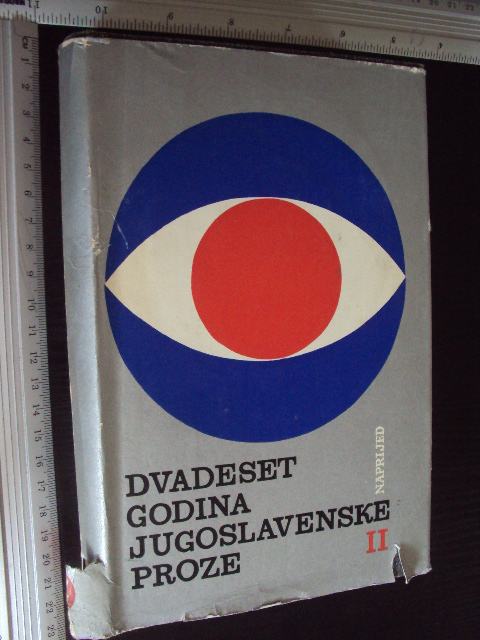 DVADESET
GODINA
JUGOSLAVENSKE
PROZE
II
NAPRIJED